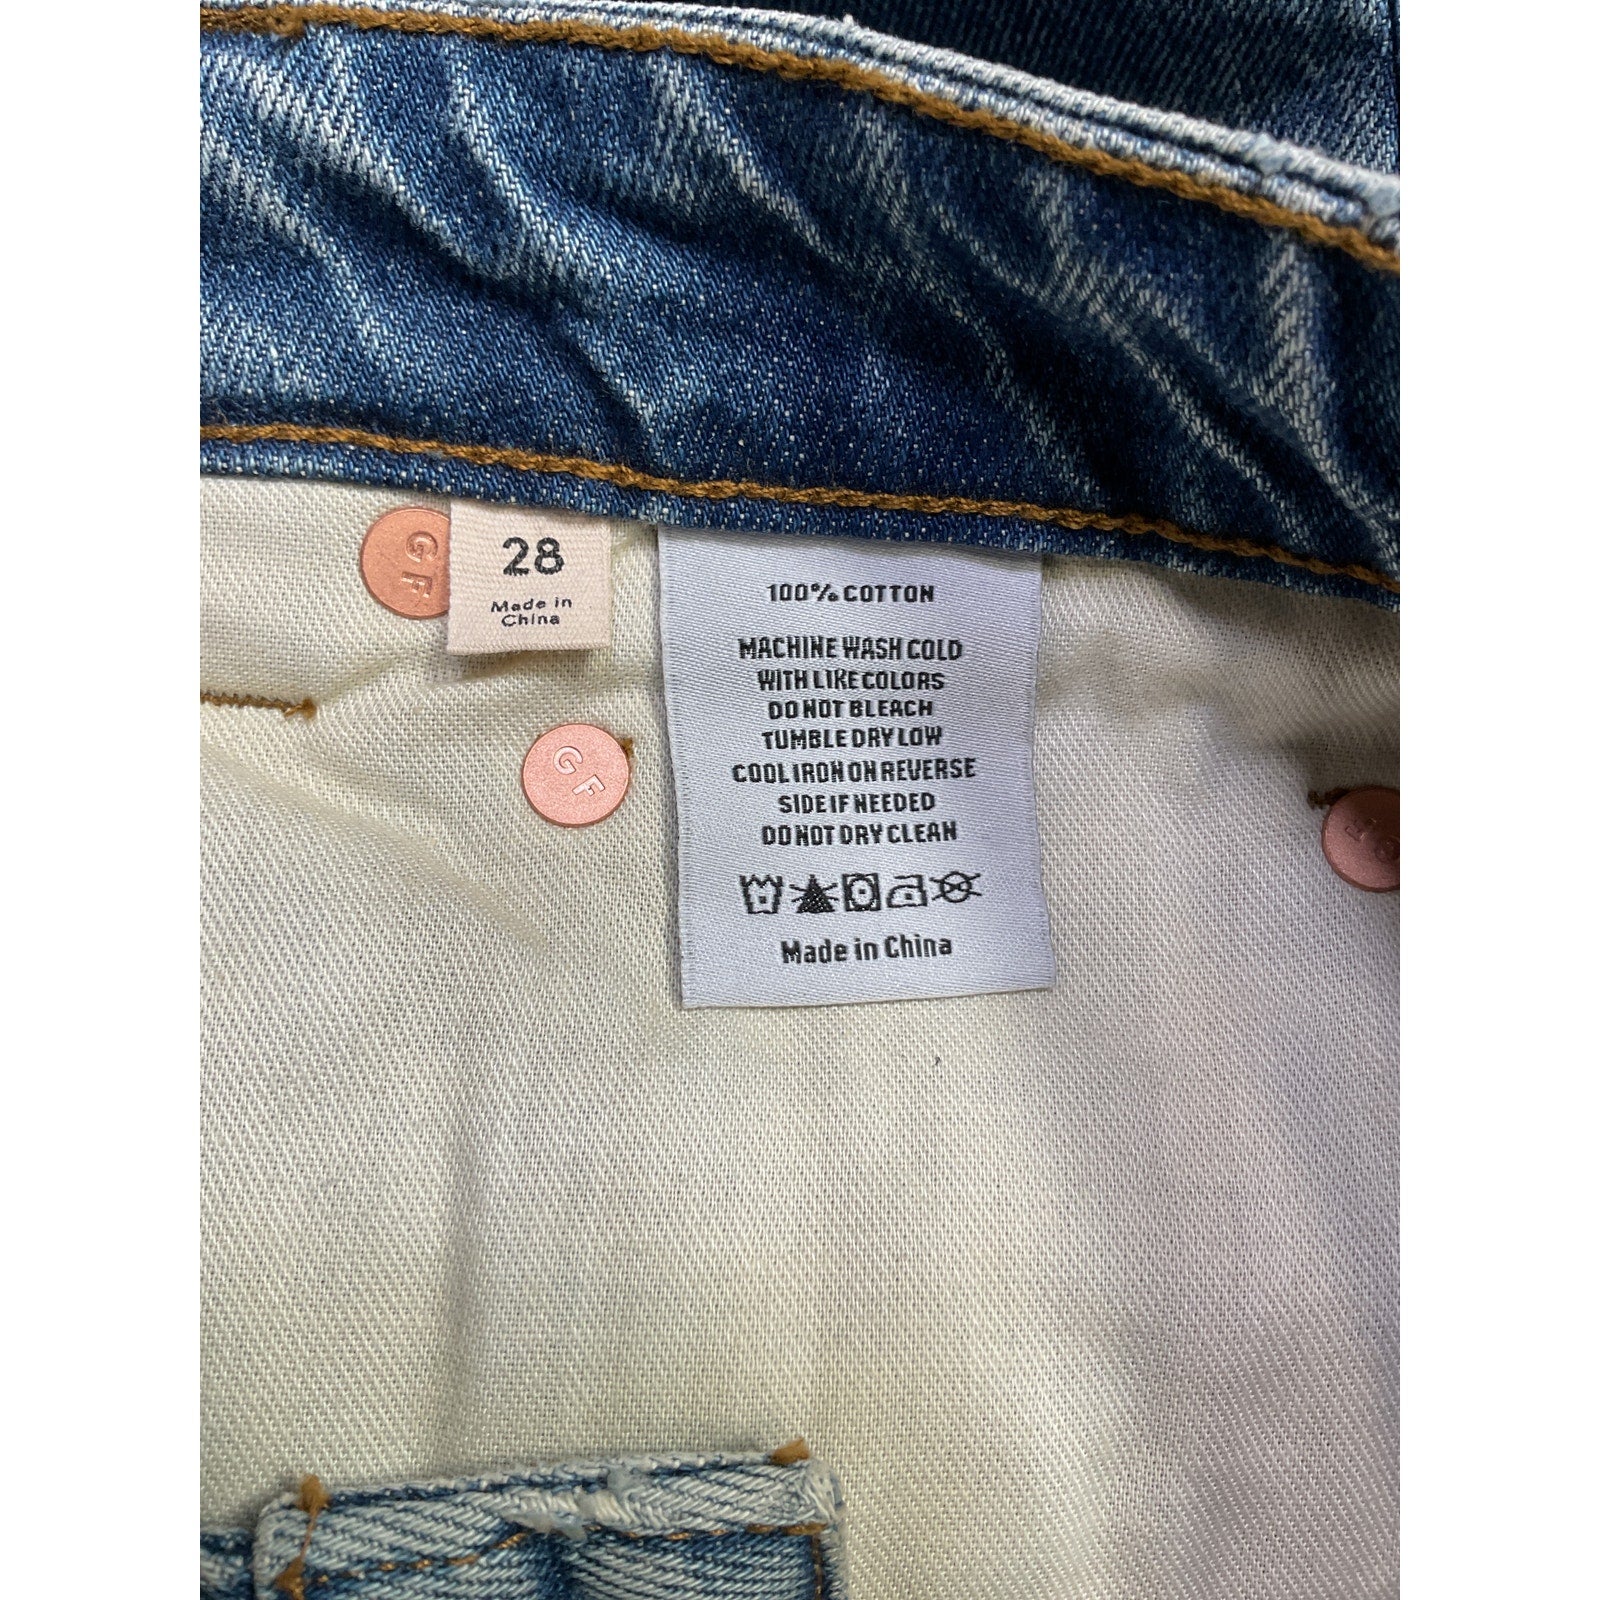 G F
28
Made in
China
100% COTTON
MACHINE WASH COLD
WITH LIKE COLORS
DO NOT BLEACH
TUMBLE DRY LOW
COOL IRON ON REVERSE
SIDE IF NEEDED
DO NOT DRY CLEAN
Made in China
G F
G F